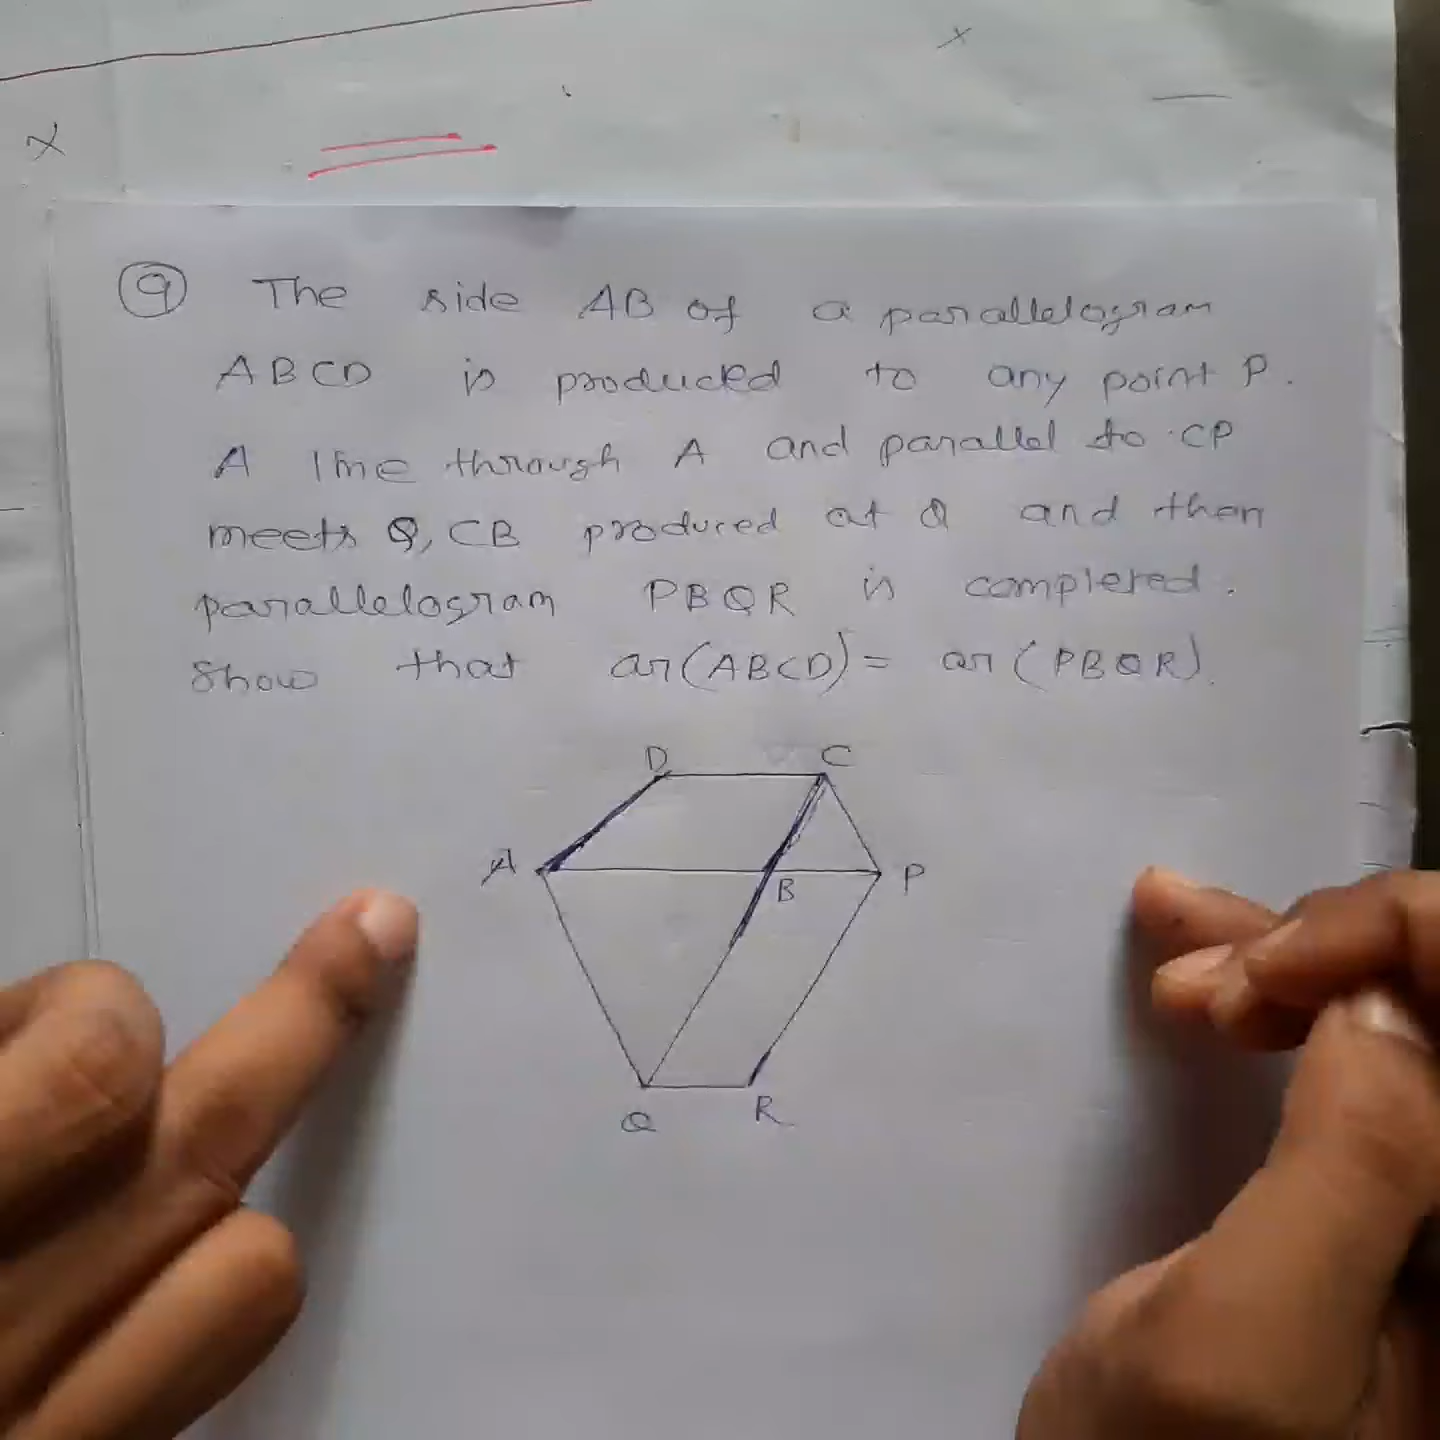 9 The side AB of a parallelogram
ABCD is produced to any point P.
A line through A and parallel to CP
meets Q, CB produced at Q and then
parallelogram PBQR is completed.
Show that ar(ABCD) = ar(PBQR).
D C
A B P
Q R